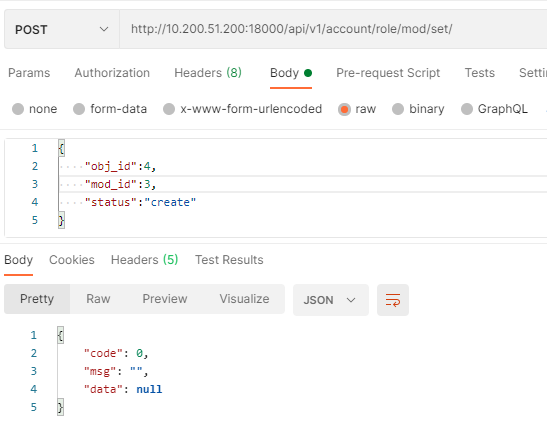 POST http://10.200.51.200:18000/api/v1/account/role/mod/set/
Params Authorization Headers (8) Body Pre-request Script Tests Setti
none form-data x-www-form-urlencoded raw binary GraphQL
1 {
2 "obj_id":4,
3 "mod_id":3,
4 "status":"create"
5 }
Body Cookies Headers (5) Test Results
Pretty Raw Preview Visualize JSON
1 {
2 "code": 0,
3 "msg": "",
4 "data": null
5 }